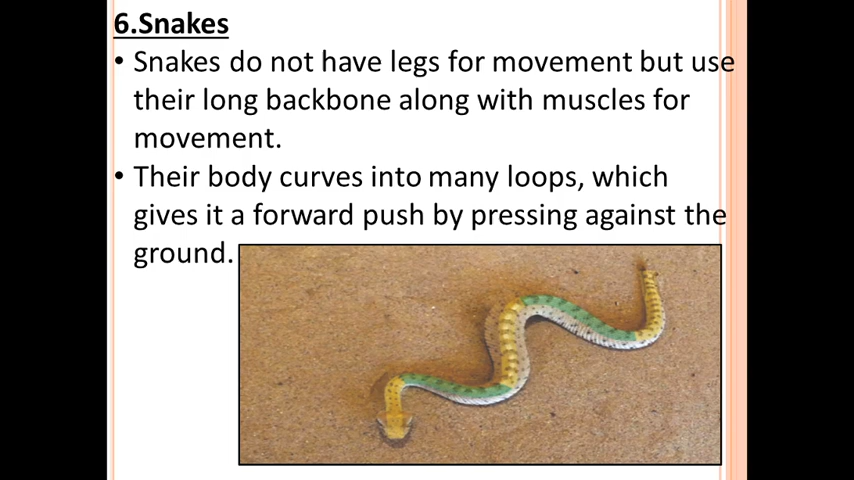 6.Snakes
• Snakes do not have legs for movement but use
their long backbone along with muscles for
movement.
• Their body curves into many loops, which
gives it a forward push by pressing against the
ground.